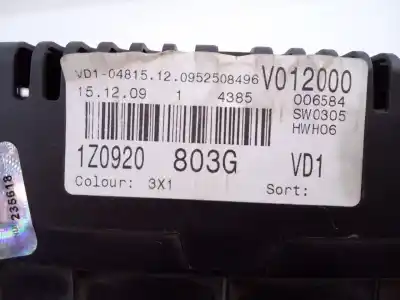 VD1-04815.12.0952508496 V012000
15.12.09 1 4385 006584
SW0305
HWH06
1Z0920 803G VD1
Colour: 3X1 Sort:
235618